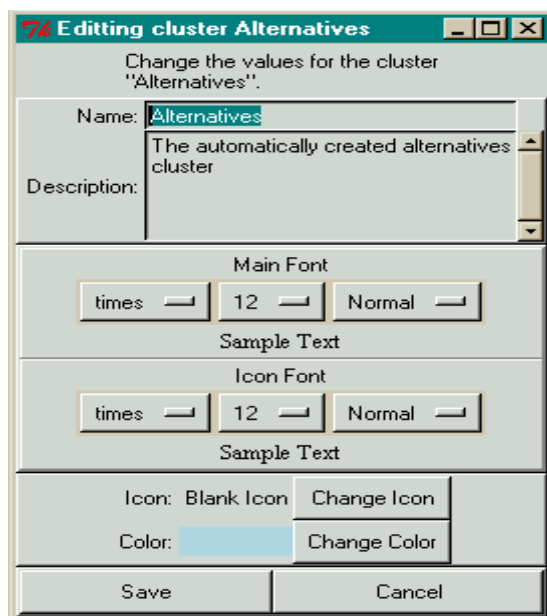 Editting cluster Alternatives
Change the values for the cluster
"Alternatives".
Name: Alternatives
Description: The automatically created alternatives
cluster
Main Font
times 12 Normal
Sample Text
Icon Font
times 12 Normal
Sample Text
Icon: Blank Icon Change Icon
Color: Change Color
Save Cancel